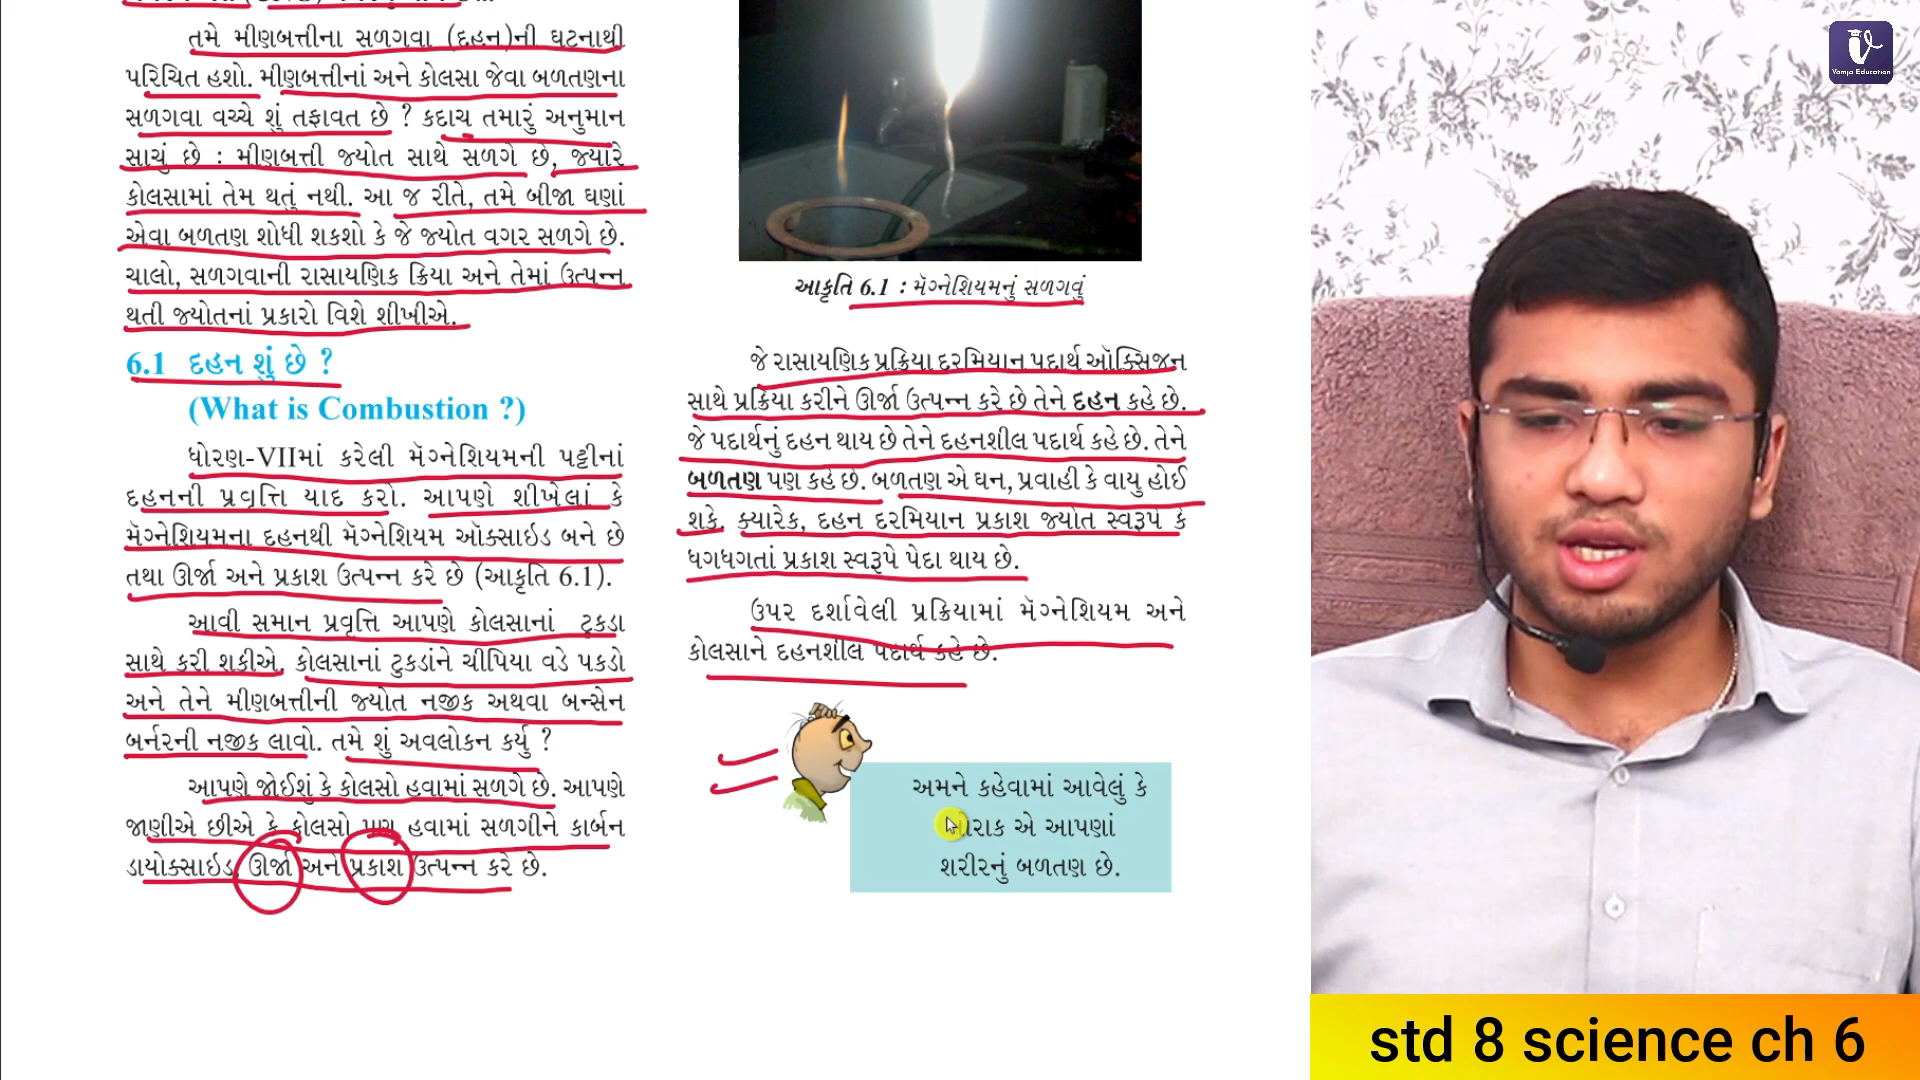 તમે મીણબત્તીના સળગવા (દહન)ની ઘટનાથી
પરિચિત હશો. મીણબત્તીનાં અને કોલસા જેવા બળતણના
સળગવા વચ્ચે શું તફાવત છે ? કદાચ તમારું અનુમાન
સાચું છે : મીણબત્તી જ્યોત સાથે સળગે છે, જ્યારે
કોલસામાં તેમ થતું નથી. આ જ રીતે, તમે બીજા ઘણાં
એવા બળતણ શોધી શકશો કે જે જ્યોત વગર સળગે છે.
ચાલો, સળગવાની રાસાયણિક ક્રિયા અને તેમાં ઉત્પન્ન
થતી જ્યોતનાં પ્રકારો વિશે શીખીએ.
6.1 દહન શું છે ?
(What is Combustion ?)
ધોરણ-VIIમાં કરેલી મૅગ્નેશિયમની પટ્ટીનાં
દહનની પ્રવૃત્તિ યાદ કરો. આપણે શીખેલાં કે
મૅગ્નેશિયમના દહનથી મૅગ્નેશિયમ ઑક્સાઇડ બને છે
તથા ઊર્જા અને પ્રકાશ ઉત્પન્ન કરે છે (આકૃતિ 6.1).
આવી સમાન પ્રવૃત્તિ આપણે કોલસાનાં ટુકડા
સાથે કરી શકીએ. કોલસાનાં ટુકડાંને ચીપિયા વડે પકડો
અને તેને મીણબત્તીની જ્યોત નજીક અથવા બન્સેન
બર્નરની નજીક લાવો. તમે શું અવલોકન કર્યુ ?
આપણે જોઈશું કે કોલસો હવામાં સળગે છે. આપણે
જાણીએ છીએ કે કોલસો પણ હવામાં સળગીને કાર્બન
ડાયોક્સાઇડ, ઊર્જા અને પ્રકાશ ઉત્પન્ન કરે છે.
આકૃતિ 6.1 : મૅગ્નેશિયમનું સળગવું
જે રાસાયણિક પ્રક્રિયા દરમિયાન પદાર્થ ઑક્સિજન
સાથે પ્રક્રિયા કરીને ઊર્જા ઉત્પન્ન કરે છે તેને દહન કહે છે.
જે પદાર્થનું દહન થાય છે તેને દહનશીલ પદાર્થ કહે છે. તેને
બળતણ પણ કહે છે. બળતણ એ ઘન, પ્રવાહી કે વાયુ હોઈ
શકે. ક્યારેક, દહન દરમિયાન પ્રકાશ જ્યોત સ્વરૂપે કે
ધગધગતાં પ્રકાશ સ્વરૂપે પેદા થાય છે.
ઉપર દર્શાવેલી પ્રક્રિયામાં મૅગ્નેશિયમ અને
કોલસાને દહનશીલ પદાર્થ કહે છે.
અમને કહેવામાં આવેલું કે
એ આપણાં
શરીરનું બળતણ છે.
Vamja Education
std 8 science ch 6